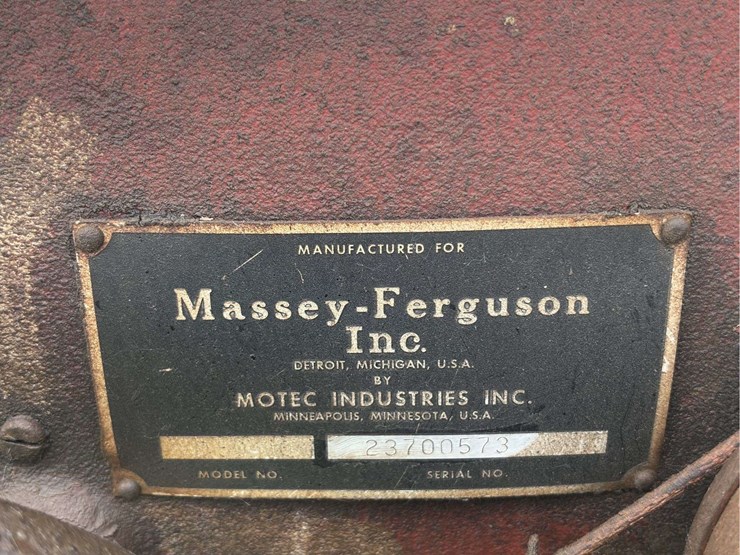 MANUFACTURED FOR
Massey-Ferguson
Inc.
DETROIT, MICHIGAN, U.S.A.
BY
MOTEC INDUSTRIES INC.
MINNEAPOLIS, MINNESOTA, U.S.A.
23700573
MODEL NO. SERIAL NO.